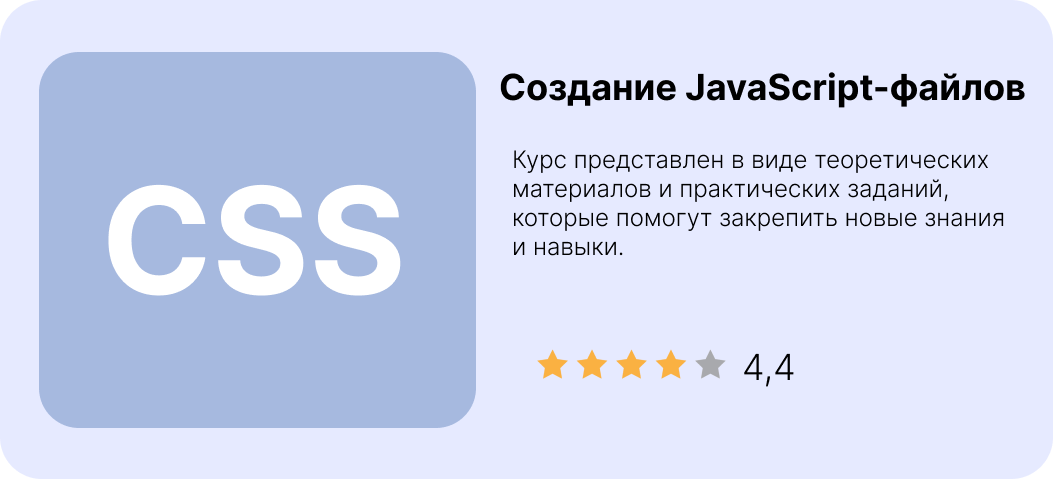 CSS
Создание JavaScript-файлов
Курс представлен в виде теоретических
материалов и практических заданий,
которые помогут закрепить новые знания
и навыки.
4,4